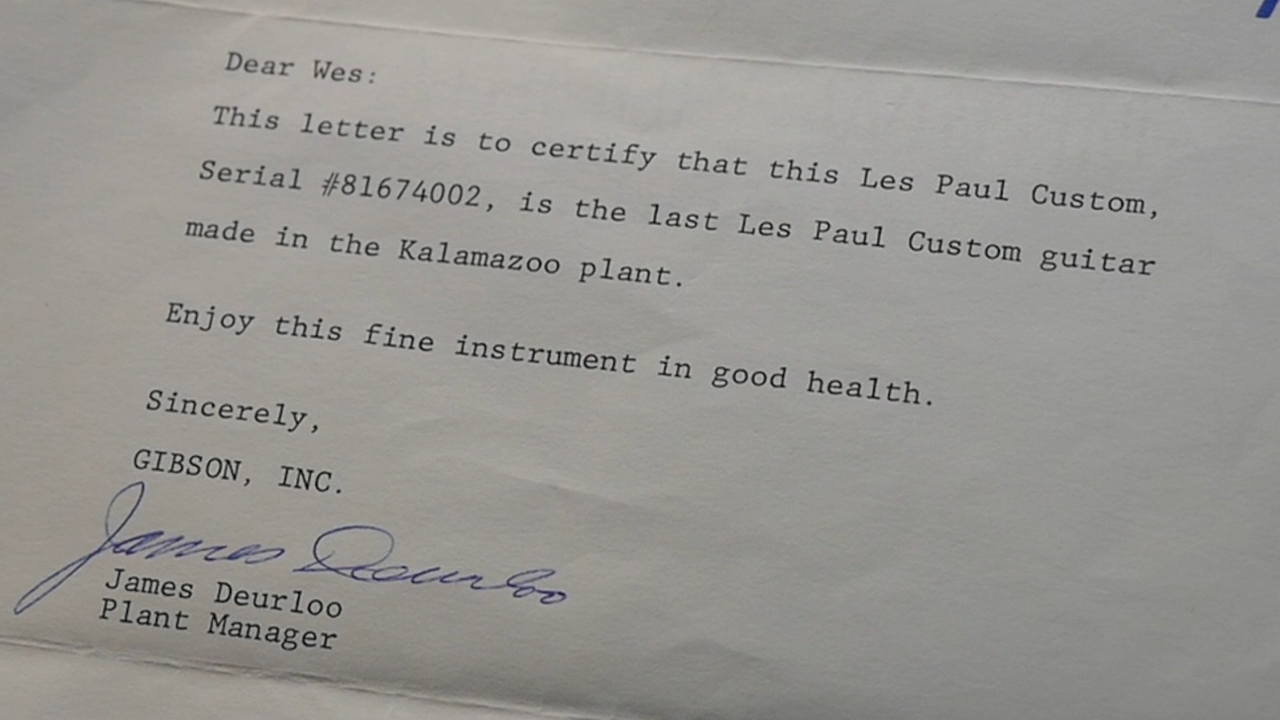 Dear Wes:
This letter is to certify that this Les Paul Custom,
Serial #81674002, is the last Les Paul Custom guitar
made in the Kalamazoo plant.
Enjoy this fine instrument in good health.
Sincerely,
GIBSON, INC.
James Deurloo
James Deurloo
Plant Manager